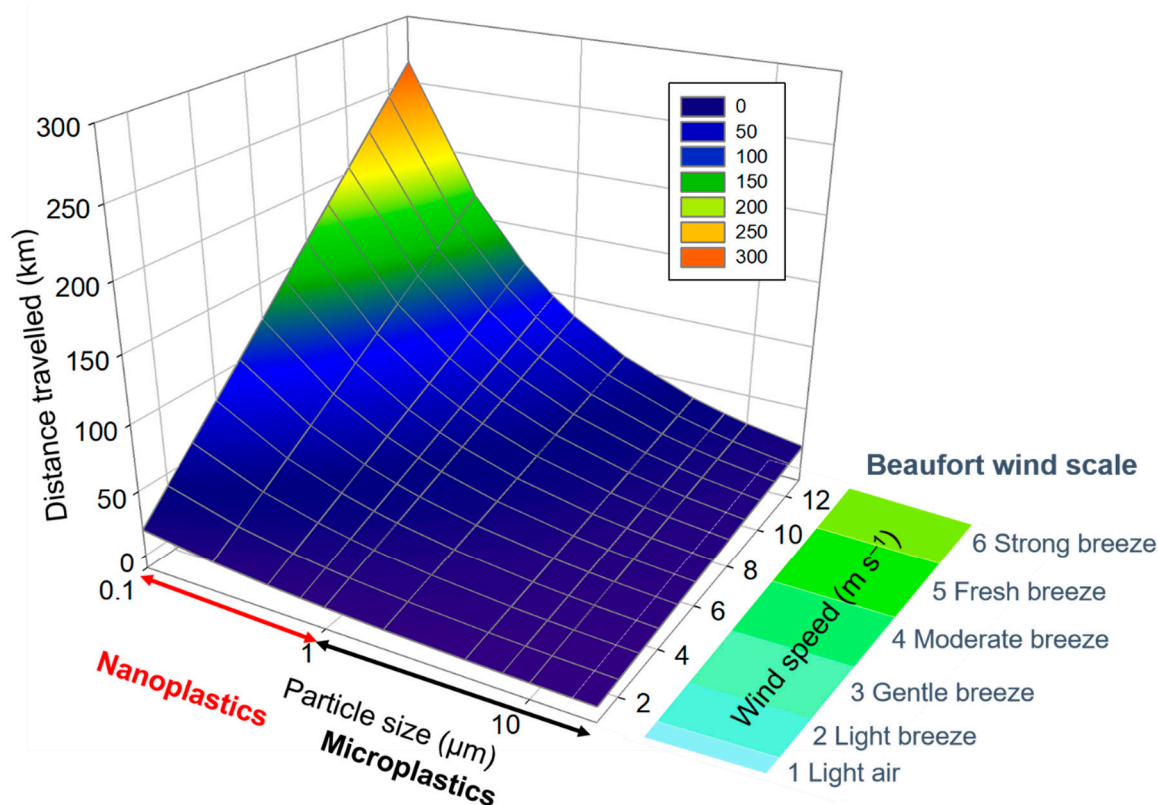 300
250
200
150
100
50
0
Distance travelled (km)
0
50
100
150
200
250
300
0.1
1
10
Particle size (µm)
Nanoplastics
Microplastics
2
4
6
8
10
12
Wind speed (m s⁻¹)
Beaufort wind scale
6 Strong breeze
5 Fresh breeze
4 Moderate breeze
3 Gentle breeze
2 Light breeze
1 Light air